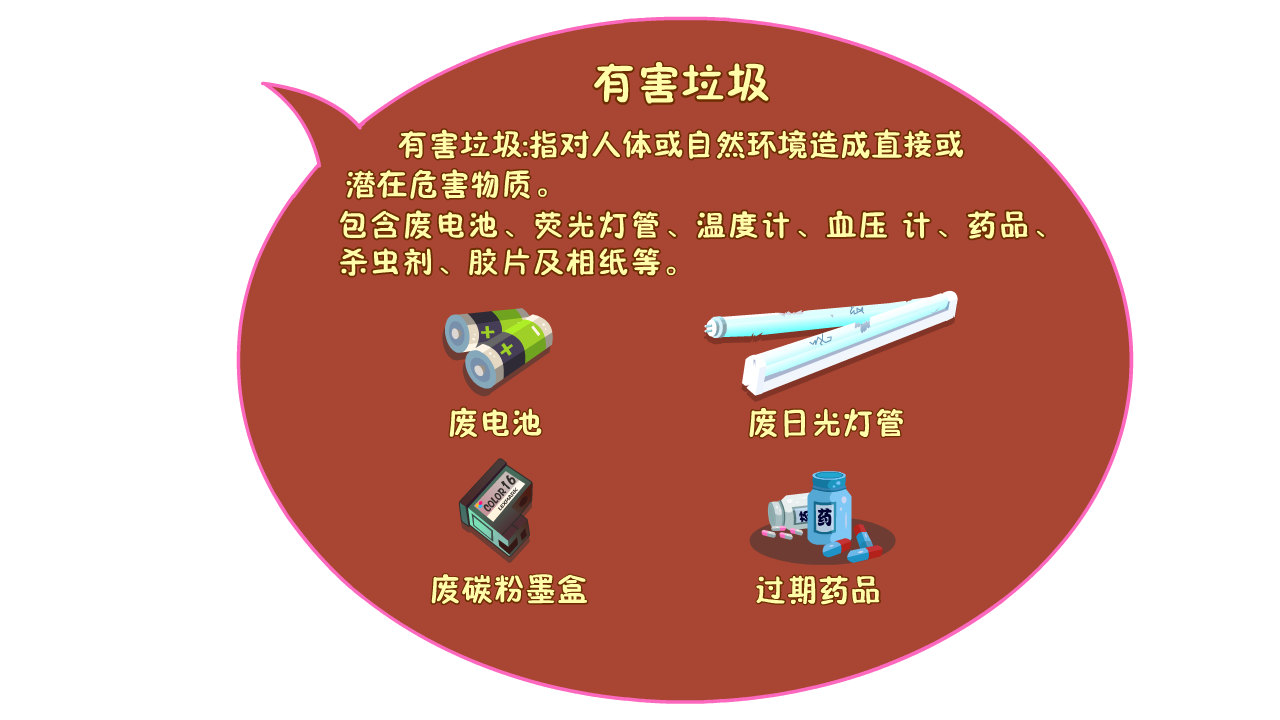 有害垃圾
有害垃圾:指对人体或自然环境造成直接或
潜在危害物质。
包含废电池、荧光灯管、温度计、血压 计、药品、
杀虫剂、胶片及相纸等。
废电池
废日光灯管
COLOR16
LEXMARK
药
废碳粉墨盒
过期药品